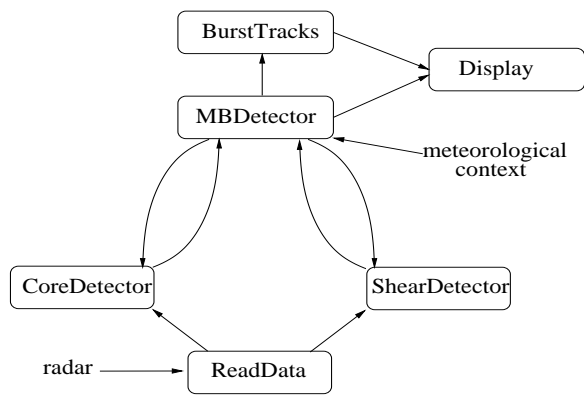 BurstTracks
Display
MBDetector
meteorological
context
CoreDetector
ShearDetector
radar
ReadData